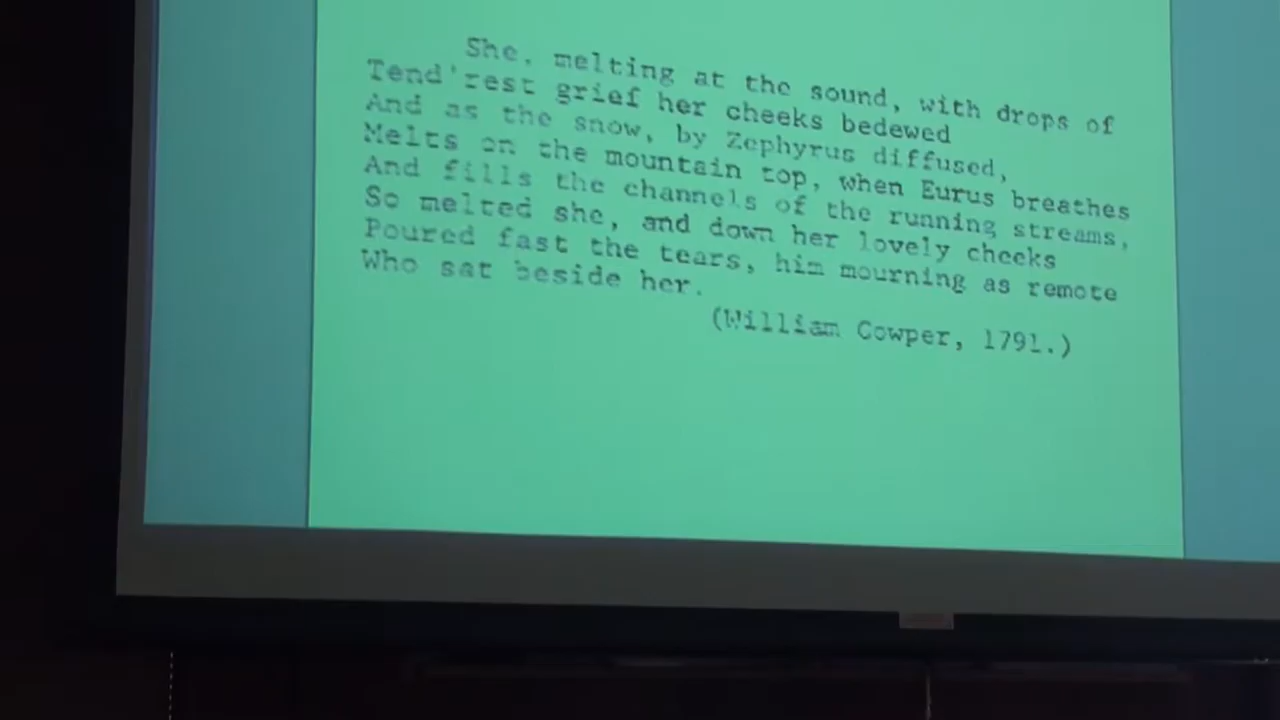 She, melting at the sound, with drops of
Tend'rest grief her cheeks bedewed
And as the snow, by Zephyrus diffused,
Melts on the mountain top, when Eurus breathes
And fills the channels of the running streams,
So melted she, and down her lovely cheeks
Poured fast the tears, him mourning as remote
Who sat beside her.
(William Cowper, 1791.)